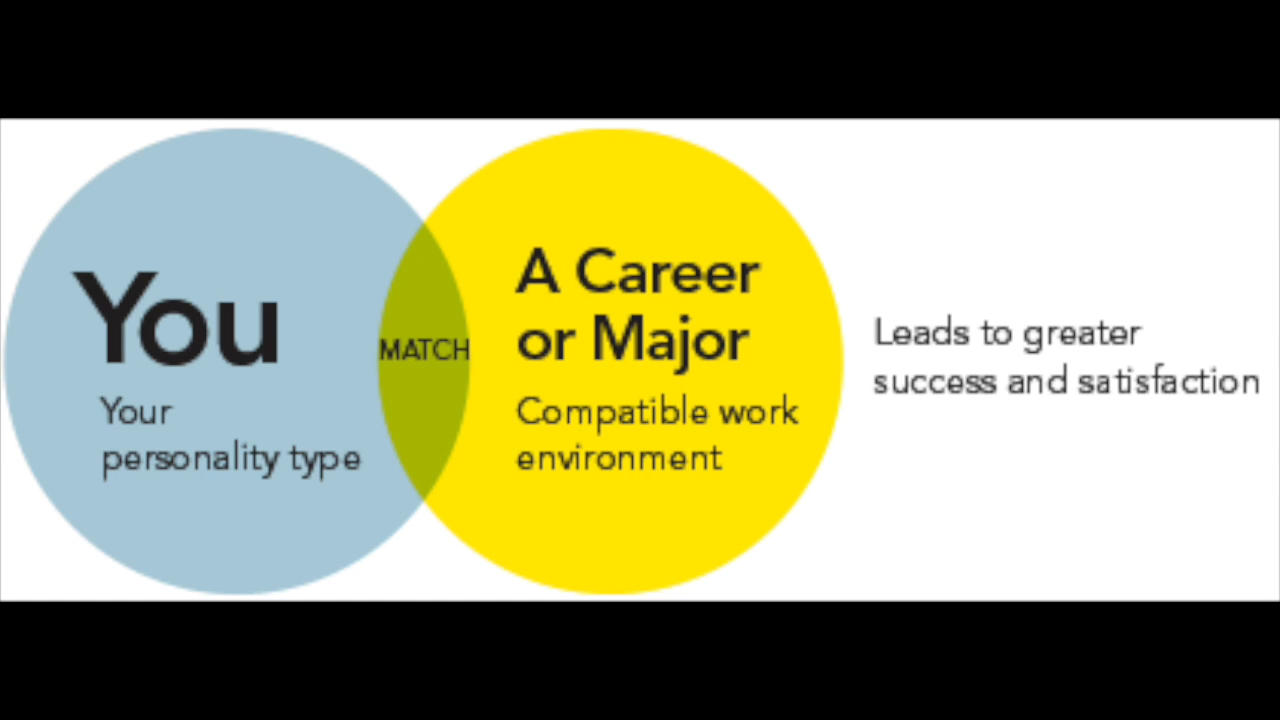 You
Your
personality type
MATCH
A Career
or Major
Compatible work
environment
Leads to greater
success and satisfaction